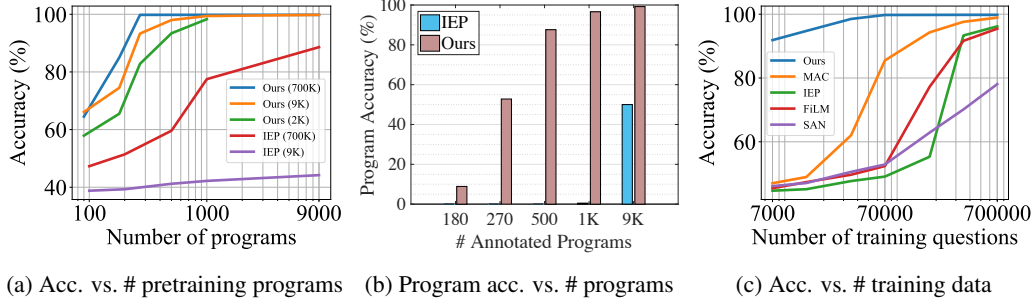 100
80
60
40
Accuracy (%)
Ours (700K)
Ours (9K)
Ours (2K)
IEP (700K)
IEP (9K)
100
1000
9000
Number of programs
(a) Acc. vs. # pretraining programs
100
80
60
40
20
0
Program Accuracy (%)
IEP
Ours
180
270
500
1K
9K
# Annotated Programs
(b) Program acc. vs. # programs
100
80
60
Accuracy (%)
Ours
MAC
IEP
FiLM
SAN
7000
70000
700000
Number of training questions
(c) Acc. vs. # training data